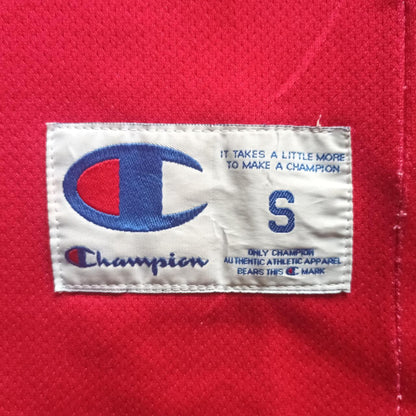 IT TAKES A LITTLE MORE
TO MAKE A CHAMPION
S
Champion
ONLY CHAMPION
AUTHENTIC ATHLETIC APPAREL
BEARS THIS C MARK